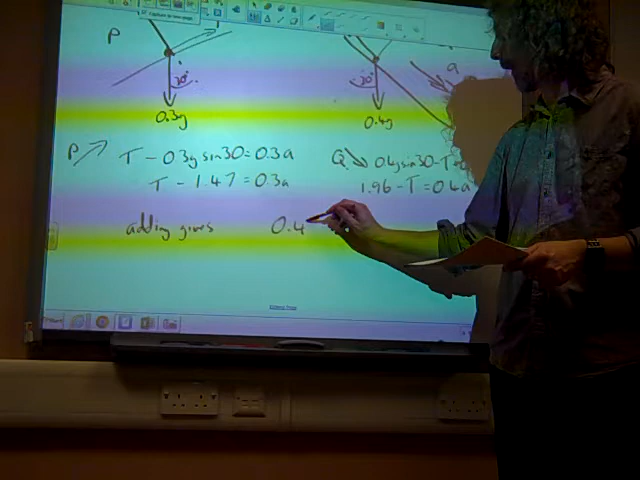 P
30°
30°
a
0.3g
0.4g
P T - 0.3g sin30 = 0.3a
Q 0.4g sin30 - T
T - 1.47 = 0.3a
1.96 - T = 0.4a
adding gives 0.4